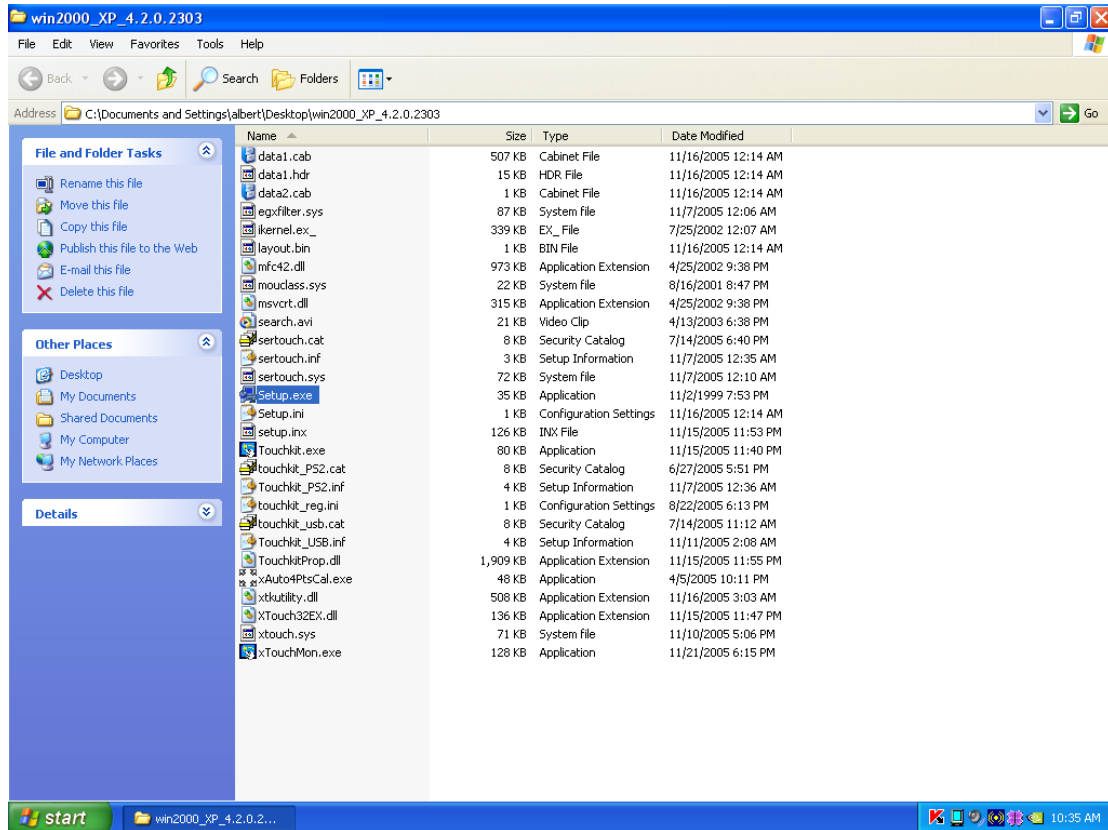 win2000_XP_4.2.0.2303
File Edit View Favorites Tools Help
Back Search Folders
Address C:\Documents and Settings\albert\Desktop\win2000_XP_4.2.0.2303 Go
File and Folder Tasks
Rename this file
Move this file
Copy this file
Publish this file to the Web
E-mail this file
Delete this file
Other Places
Desktop
My Documents
Shared Documents
My Computer
My Network Places
Details
Name Size Type Date Modified
data1.cab 507 KB Cabinet File 11/16/2005 12:14 AM
data1.hdr 15 KB HDR File 11/16/2005 12:14 AM
data2.cab 1 KB Cabinet File 11/16/2005 12:14 AM
egxfilter.sys 87 KB System file 11/7/2005 12:06 AM
ikernel.ex_ 339 KB EX_ File 7/25/2002 12:07 AM
layout.bin 1 KB BIN File 11/16/2005 12:14 AM
mfc42.dll 973 KB Application Extension 4/25/2002 9:38 PM
mouclass.sys 22 KB System file 8/16/2001 8:47 PM
msvcrt.dll 315 KB Application Extension 4/25/2002 9:38 PM
search.avi 21 KB Video Clip 4/13/2003 6:38 PM
sertouch.cat 8 KB Security Catalog 7/14/2005 6:40 PM
sertouch.inf 3 KB Setup Information 11/7/2005 12:35 AM
sertouch.sys 72 KB System file 11/7/2005 12:10 AM
Setup.exe 35 KB Application 11/2/1999 7:53 PM
Setup.ini 1 KB Configuration Settings 11/16/2005 12:14 AM
setup.inx 126 KB INX File 11/15/2005 11:53 PM
Touchkit.exe 80 KB Application 11/15/2005 11:40 PM
touchkit_PS2.cat 8 KB Security Catalog 6/27/2005 5:51 PM
Touchkit_PS2.inf 4 KB Setup Information 11/7/2005 12:36 AM
touchkit_reg.ini 1 KB Configuration Settings 8/22/2005 6:13 PM
touchkit_usb.cat 8 KB Security Catalog 7/14/2005 11:12 AM
Touchkit_USB.inf 4 KB Setup Information 11/11/2005 2:08 AM
TouchkitProp.dll 1,909 KB Application Extension 11/15/2005 11:55 PM
xAuto4PtsCal.exe 48 KB Application 4/5/2005 10:11 PM
xtkutility.dll 508 KB Application Extension 11/16/2005 3:03 AM
XTouch32EX.dll 136 KB Application Extension 11/15/2005 11:47 PM
xtouch.sys 71 KB System file 11/10/2005 5:06 PM
xTouchMon.exe 128 KB Application 11/21/2005 6:15 PM
start win2000_XP_4.2.0.2... 10:35 AM